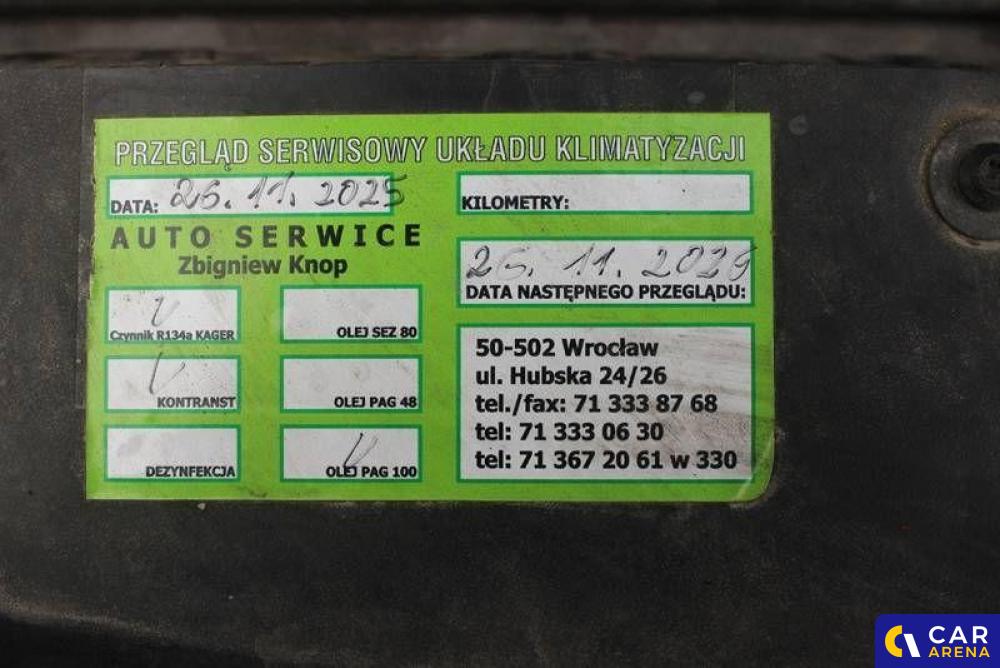 PRZEGLĄD SERWISOWY UKŁADU KLIMATYZACJI
DATA: 26.11.2025
KILOMETRY:
AUTO SERWICE
Zbigniew Knop
26.11.2026
DATA NASTĘPNEGO PRZEGLĄDU:
V
Czynnik R134a KAGER
OLEJ SEZ 80
V
KONTRANST
OLEJ PAG 48
DEZYNFEKCJA
V
OLEJ PAG 100
50-502 Wrocław
ul. Hubska 24/26
tel./fax: 71 333 87 68
tel: 71 333 0 6 30
tel: 71 367 20 61 w 330
CAR
ARENA